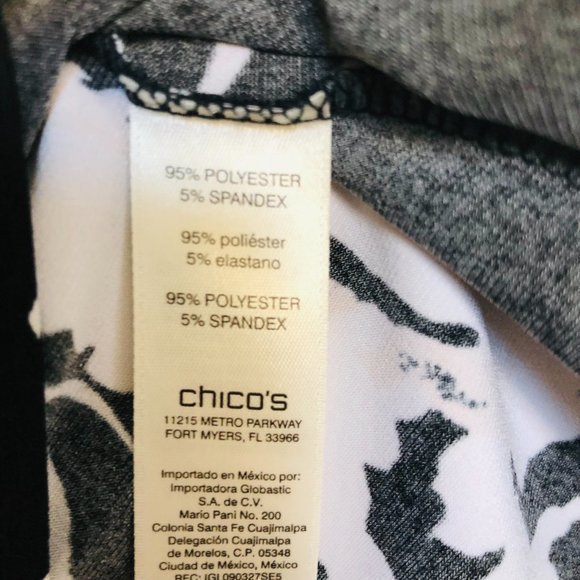 95% POLYESTER
5% SPANDEX
95% poliéster
5% elastano
95% POLYESTER
5% SPANDEX
chico's
11215 METRO PARKWAY
FORT MYERS, FL 33966
Importado en México por:
Importadora Globastic
S.A. de C.V.
Mario Pani No. 200
Colonia Santa Fe Cuajimalpa
Delegación Cuajimalpa
de Morelos, C.P. 05348
Ciudad de México, México
REC: IGL090327SE5